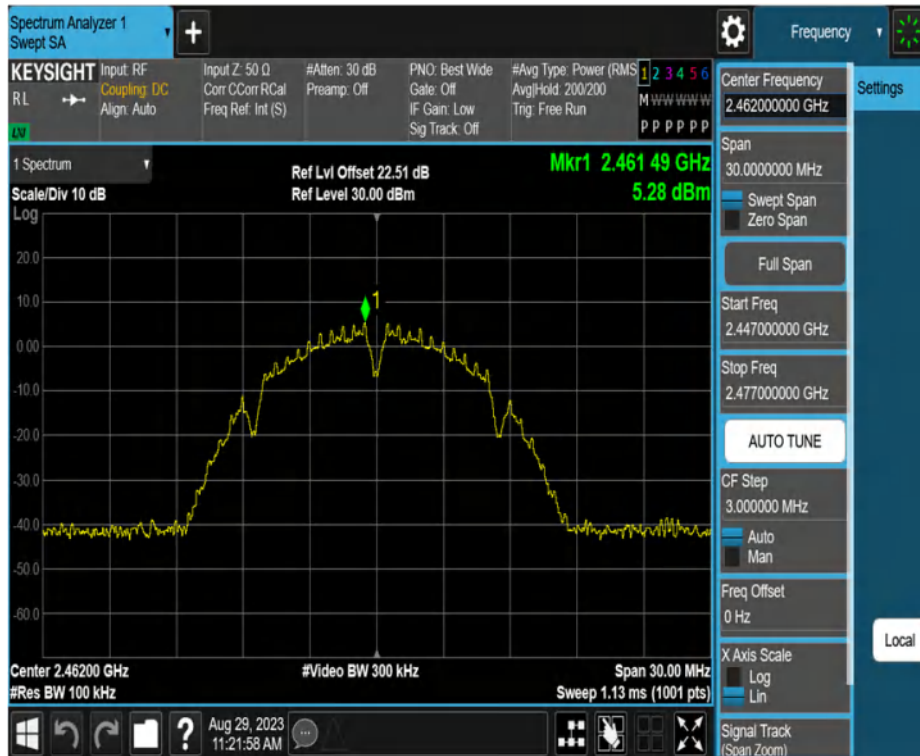 Spectrum Analyzer 1
Swept SA
Frequency
KEYSIGHT
RL
LNI
Input: RF
Coupling: DC
Align: Auto
Input Z: 50 Ω
Corr CCorr RCal
Freq Ref: Int (S)
#Atten: 30 dB
Preamp: Off
PNO: Best Wide
Gate: Off
IF Gain: Low
Sig Track: Off
#Avg Type: Power (RMS
Avg|Hold: 200/200
Trig: Free Run
1 2 3 4 5 6
M W W W W W
P P P P P P
Center Frequency
2.462000000 GHz
Settings
Span
30.0000000 MHz
Swept Span
Zero Span
Full Span
Start Freq
2.447000000 GHz
Stop Freq
2.477000000 GHz
AUTO TUNE
CF Step
3.000000 MHz
Auto
Man
Freq Offset
0 Hz
X Axis Scale
Log
Lin
Signal Track
(Span Zoom)
Local
1 Spectrum
Scale/Div 10 dB
Ref Lvl Offset 22.51 dB
Ref Level 30.00 dBm
Mkr1 2.461 49 GHz
5.28 dBm
Log
20.0
10.0
0.00
-10.0
-20.0
-30.0
-40.0
-50.0
-60.0
1
Center 2.46200 GHz
#Res BW 100 kHz
#Video BW 300 kHz
Span 30.00 MHz
Sweep 1.13 ms (1001 pts)
?
Aug 29, 2023
11:21:58 AM